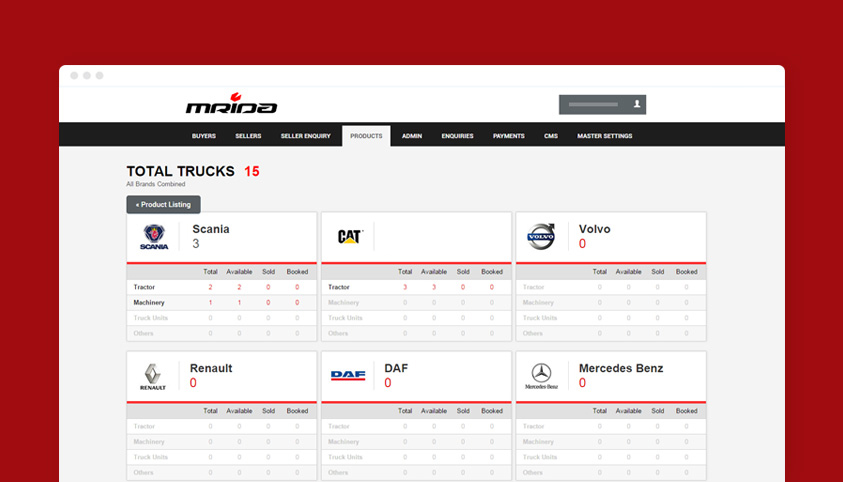 MRIDA
BUYERS SELLERS SELLER ENQUIRY PRODUCTS ADMIN ENQUIRIES PAYMENTS CMS MASTER SETTINGS
TOTAL TRUCKS 15
All Brands Combined
« Product Listing
SCANIA
Scania
3
Total Available Sold Booked
Tractor 2 2 0 0
Machinery 1 1 0 0
Truck Units 0 0 0 0
Others 0 0 0 0
CAT
Total Available Sold Booked
Tractor 3 3 0 0
Machinery 0 0 0 0
Truck Units 0 0 0 0
Others 0 0 0 0
VOLVO
Volvo
0
Total Available Sold Booked
Tractor 0 0 0 0
Machinery 0 0 0 0
Truck Units 0 0 0 0
Others 0 0 0 0
RENAULT
Renault
0
Total Available Sold Booked
Tractor 0 0 0 0
Machinery 0 0 0 0
Truck Units 0 0 0 0
Others 0 0 0 0
DAF
DAF
0
Total Available Sold Booked
Tractor 0 0 0 0
Machinery 0 0 0 0
Truck Units 0 0 0 0
Others 0 0 0 0
Mercedes Benz
Mercedes Benz
0
Total Available Sold Booked
Tractor 0 0 0 0
Machinery 0 0 0 0
Truck Units 0 0 0 0
Others 0 0 0 0